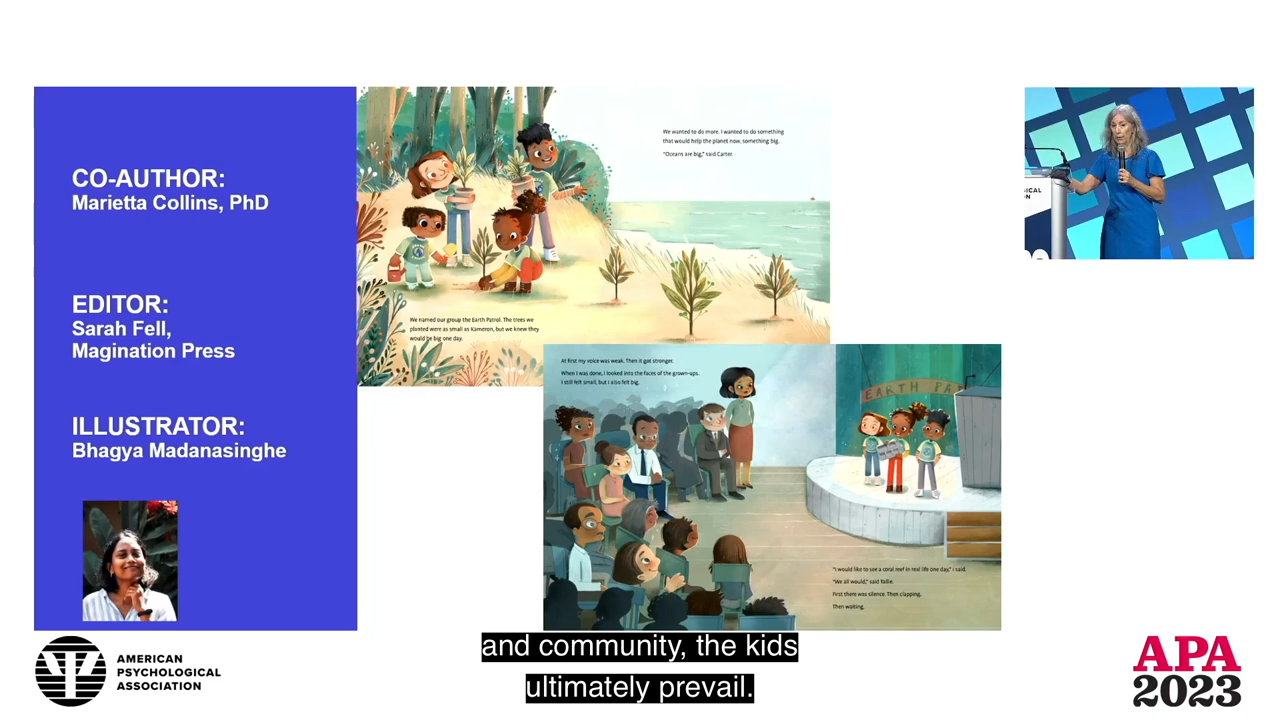 CO-AUTHOR:
Marietta Collins, PhD
EDITOR:
Sarah Fell,
Magination Press
ILLUSTRATOR:
Bhagya Madanasinghe
We wanted to do more. I wanted to do something
that would help the planet now, something big.
"Oceans are big," said Carter.
We named our group the Earth Patrol. The trees we
planted were as small as Kameron, but we knew they
would be big one day.
At first my voice was weak. Then it got stronger.
When I was done, I looked into the faces of the grown-ups.
I still felt small, but I also felt big.
EARTH PA
"I would like to see a coral reef in real life one day," I said.
"We all would," said Tallie.
First there was silence. Then clapping.
Then waiting.
ICAL
N
and community, the kids
ultimately prevail.
AMERICAN
PSYCHOLOGICAL
ASSOCIATION
APA
2023